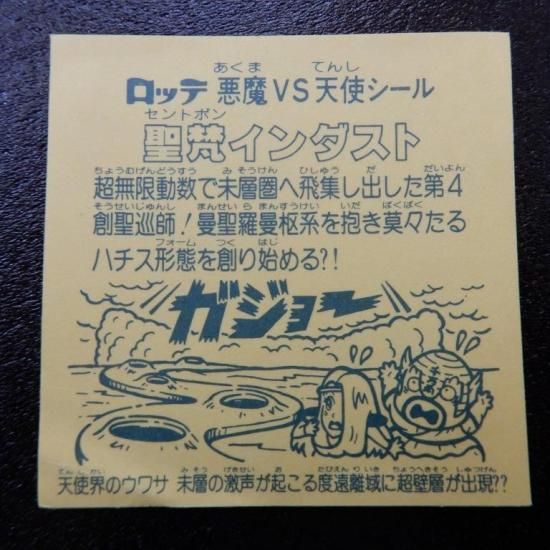 あくま てんし
ロッテ 悪魔VS天使シール
セントボン
聖梵インダスト
ちょうむげんどうすう みそうけん ひしゅう だ だいよん
超無限動数で未層圏へ飛集し出した第4
そうせいじゅんし まんせいらまんすうけい いだ ばくばく
創聖巡師!曼聖羅曼枢系を抱き莫々たる
フォーム つく はじ
ハチス形態を創り始める?!
ガジョー
てんしかい みそう げきせい お たびえんりいき ちょうへきそう しゅつげん
天使界のウワサ 未層の激声が起こる度遠離域に超壁層が出現??